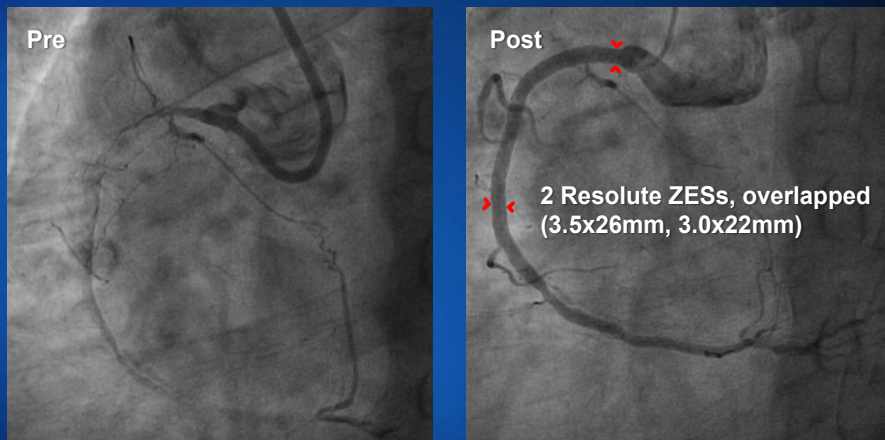 Pre
Post
2 Resolute ZESs, overlapped
(3.5x26mm, 3.0x22mm)